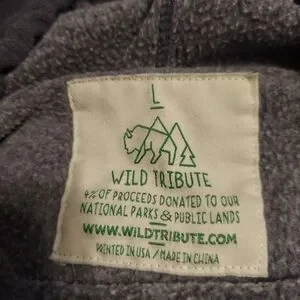 L
WILD TRIBUTE
4% OF PROCEEDS DONATED TO OUR
NATIONAL PARKS & PUBLIC LANDS
WWW.WILDTRIBUTE.COM
PRINTED IN USA / MADE IN CHINA